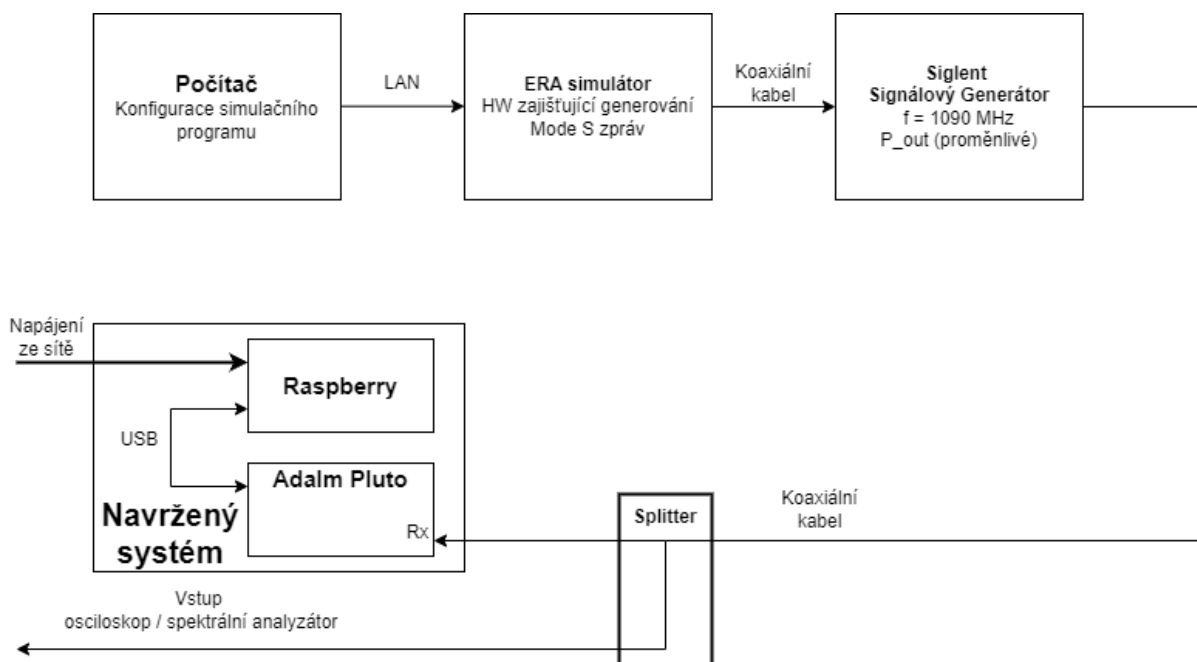 Počítač
Konfigurace simulačního
programu
LAN
ERA simulátor
HW zajišťující generování
Mode S zpráv
Koaxiální
kabel
Siglent
Signálový Generátor
f = 1090 MHz
P_out (proměnlivé)
Napájení
ze sítě
Raspberry
USB
Adalm Pluto
Rx
Navržený
systém
Splitter
Koaxiální
kabel
Vstup
osciloskop / spektrální analyzátor